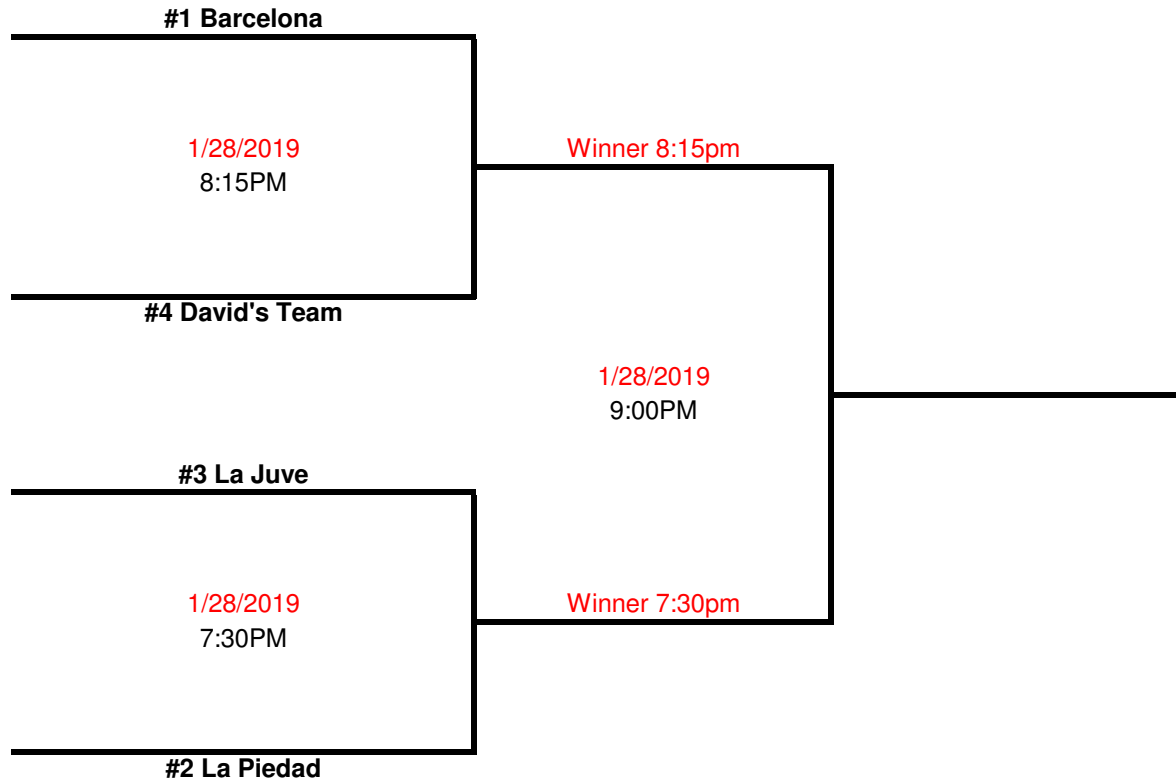 #1 Barcelona
1/28/2019
8:15PM
Winner 8:15pm
#4 David's Team
1/28/2019
9:00PM
#3 La Juve
1/28/2019
7:30PM
Winner 7:30pm
#2 La Piedad